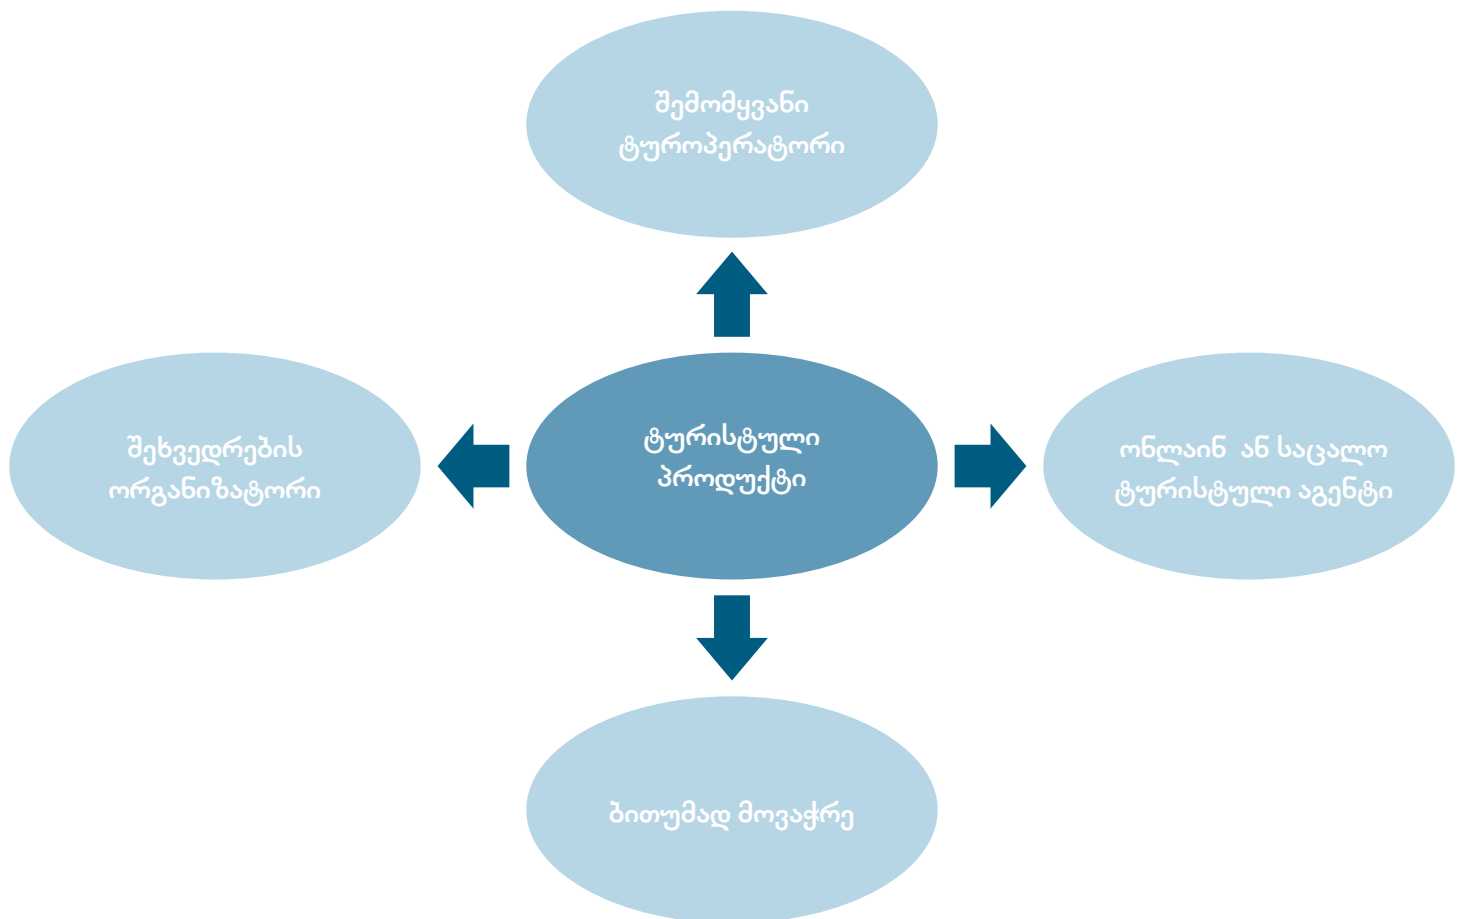 შემომყვანი
ტუროპერატორი
შეხვედრების
ორგანიზატორი
ტურისტული
პროდუქტი
ონლაინ ან საცალო
ტურისტული აგენტი
ბითუმად მოვაჭრე